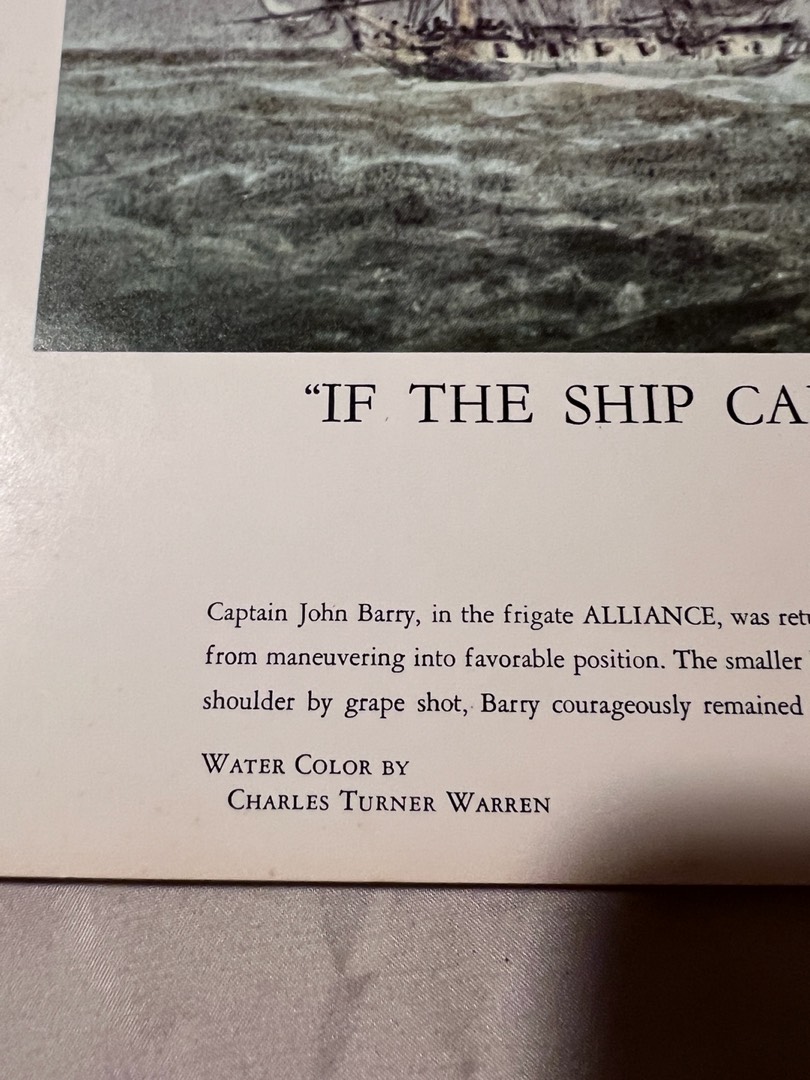 “IF THE SHIP CA
Captain John Barry, in the frigate ALLIANCE, was
from maneuvering into favorable position. The smaller
shoulder by grape shot, Barry courageously remained
WATER COLOR BY
CHARLES TURNER WARREN